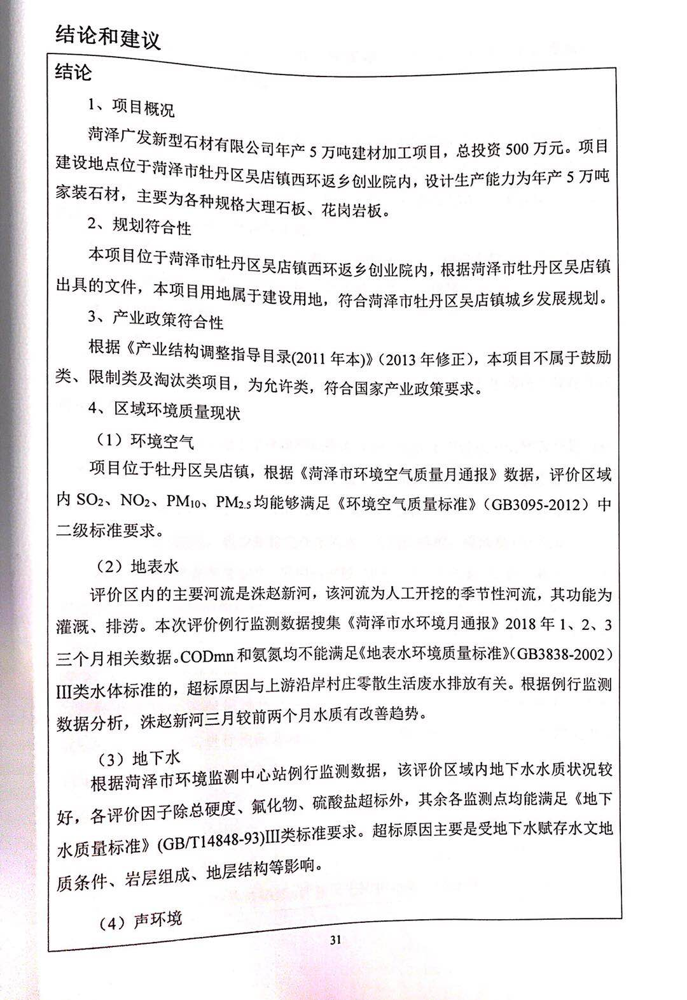 结论和建议
结论
1、项目概况
菏泽广发新型石材有限公司年产 5 万吨建材加工项目，总投资 500 万元。项目
建设地点位于菏泽市牡丹区吴店镇西环返乡创业院内，设计生产能力为年产 5 万吨
家装石材，主要为各种规格大理石板、花岗岩板。
2、规划符合性
本项目位于菏泽市牡丹区吴店镇西环返乡创业院内，根据菏泽市牡丹区吴店镇
出具的文件，本项目用地属于建设用地，符合菏泽市牡丹区吴店镇城乡发展规划。
3、产业政策符合性
根据《产业结构调整指导目录(2011 年本)》（2013 年修正），本项目不属于鼓励
类、限制类及淘汰类项目，为允许类，符合国家产业政策要求。
4、区域环境质量现状
（1）环境空气
项目位于牡丹区吴店镇，根据《菏泽市环境空气质量月通报》数据，评价区域
内 SO2、NO2、PM10、PM2.5 均能够满足《环境空气质量标准》（GB3095-2012）中
二级标准要求。
（2）地表水
评价区内的主要河流是洙赵新河，该河流为人工开挖的季节性河流，其功能为
灌溉、排涝。本次评价例行监测数据搜集《菏泽市水环境月通报》2018 年 1、2、3
三个月相关数据。CODmn 和氨氮均不能满足《地表水环境质量标准》（GB3838-2002）
Ⅲ类水体标准的，超标原因与上游沿岸村庄零散生活废水排放有关。根据例行监测
数据分析，洙赵新河三月较前两个月水质有改善趋势。
（3）地下水
根据菏泽市环境监测中心站例行监测数据，该评价区域内地下水水质状况较
好，各评价因子除总硬度、氟化物、硫酸盐超标外，其余各监测点均能满足《地下
水质量标准》(GB/T14848-93)Ⅲ类标准要求。超标原因主要是受地下水赋存水文地
质条件、岩层组成、地层结构等影响。
（4）声环境
31